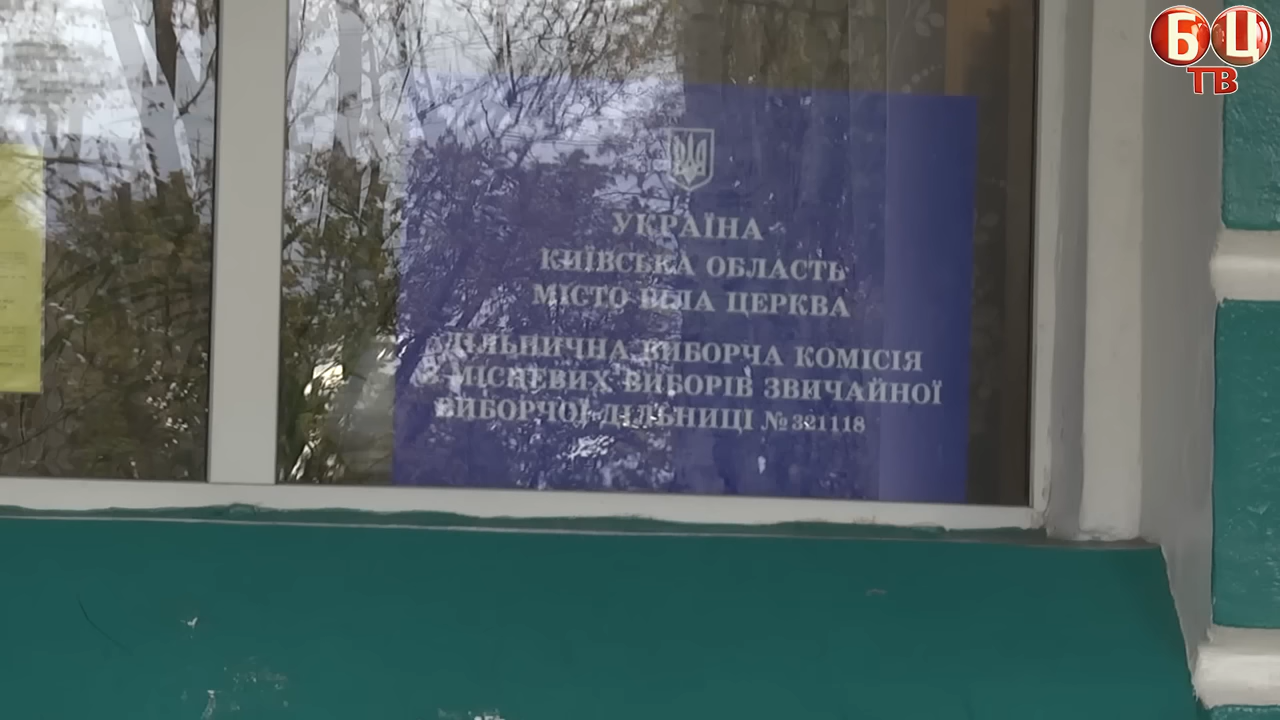 БЦ
ТВ
УКРАЇНА
КИЇВСЬКА ОБЛАСТЬ
МІСТО БІЛА ЦЕРКВА
ДІЛЬНИЧНА ВИБОРЧА КОМІСІЯ
З МІСЦЕВИХ ВИБОРІВ ЗВИЧАЙНОЇ
ВИБОРЧОЇ ДІЛЬНИЦІ №321118